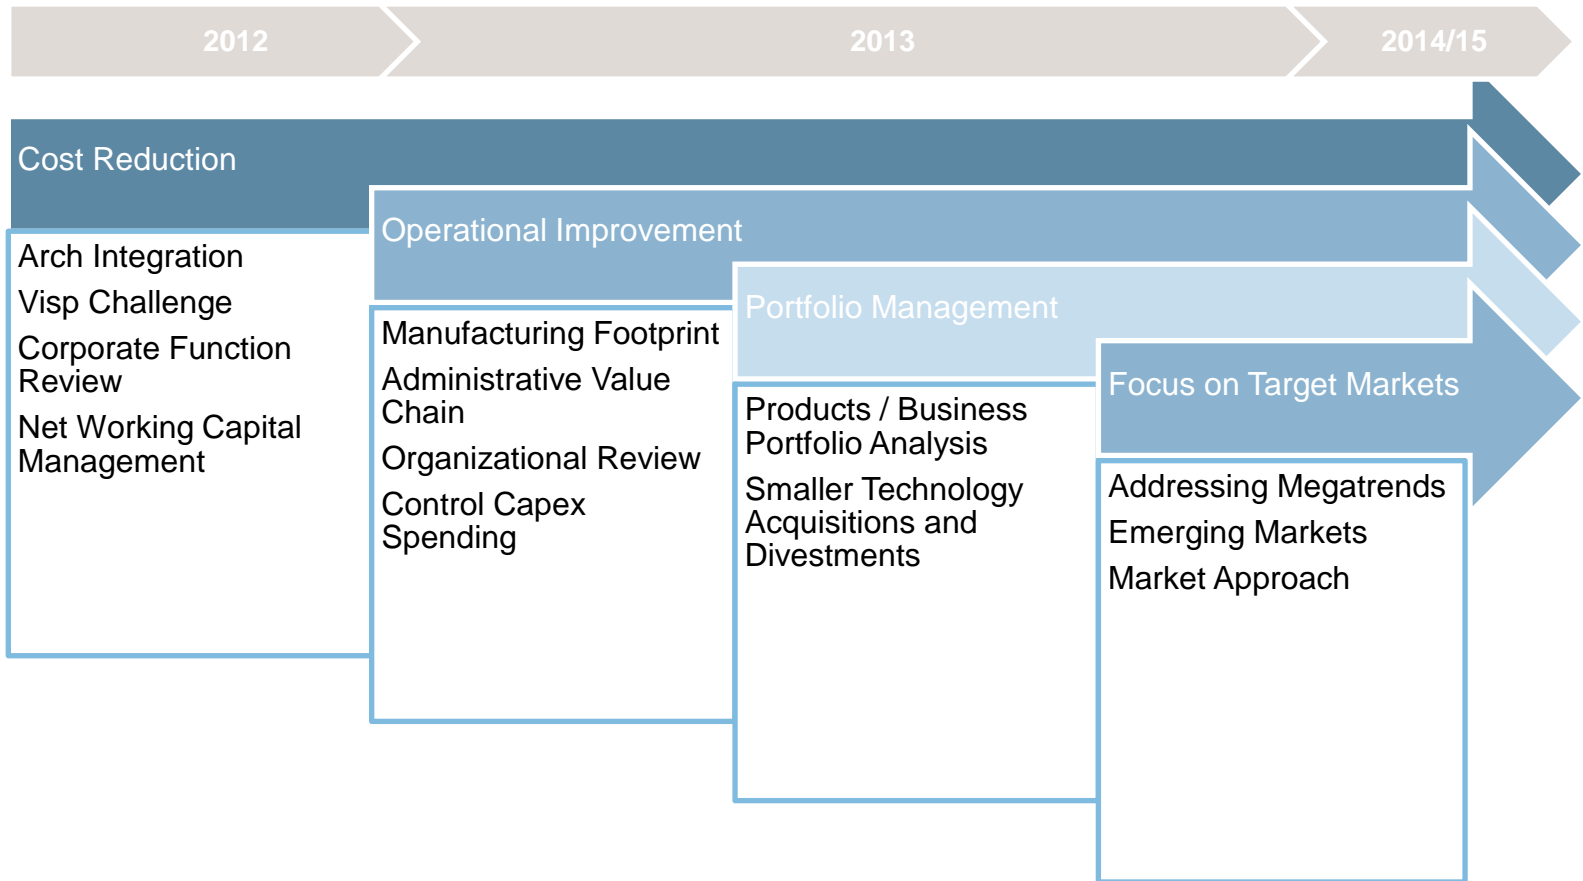 2012
2013
2014/15
Cost Reduction
Arch Integration
Visp Challenge
Corporate Function
Review
Net Working Capital
Management
Operational Improvement
Manufacturing Footprint
Administrative Value
Chain
Organizational Review
Control Capex
Spending
Portfolio Management
Products / Business
Portfolio Analysis
Smaller Technology
Acquisitions and
Divestments
Focus on Target Markets
Addressing Megatrends
Emerging Markets
Market Approach